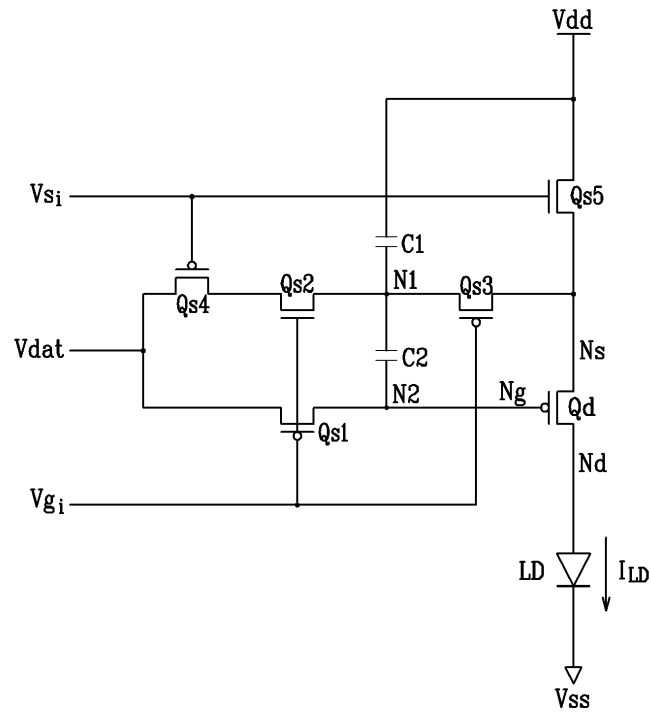 Vdd
Vsi
Qs5
C1
Qs2
N1
Qs3
Qs4
Vdat
C2
Ns
N2
Ng
Qd
Qs1
Nd
Vgi
LD
ILD
Vss